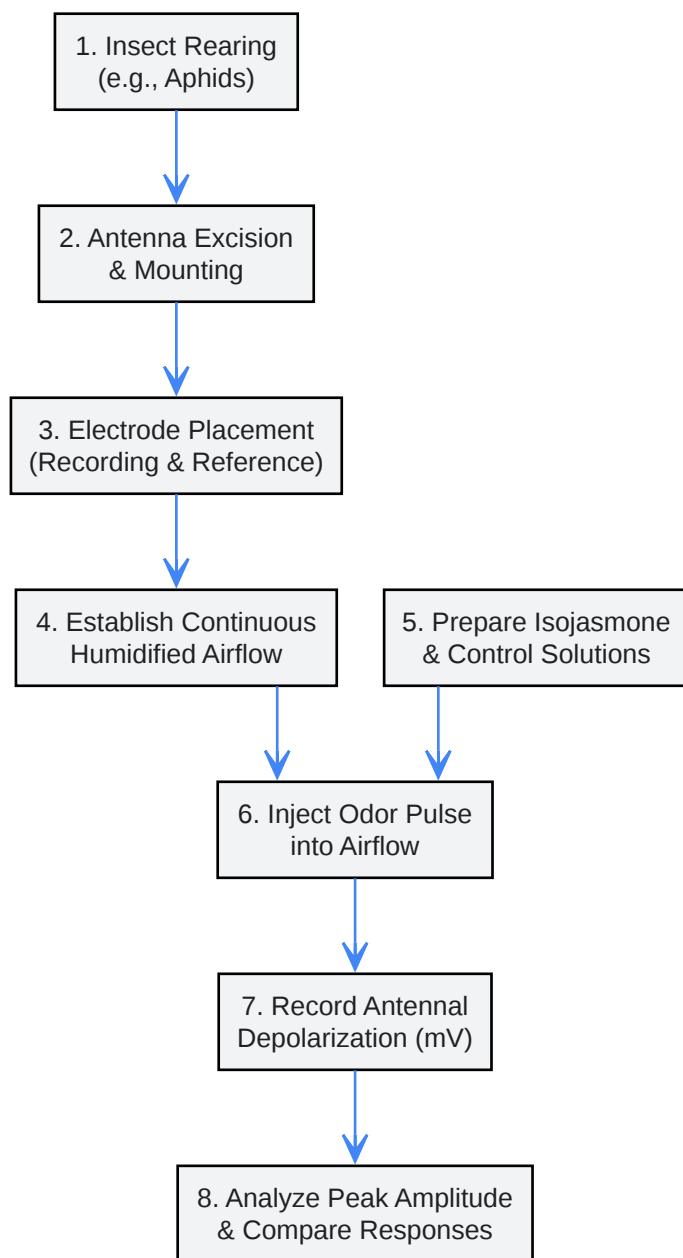 1. Insect Rearing
(e.g., Aphids)
2. Antenna Excision
& Mounting
3. Electrode Placement
(Recording & Reference)
4. Establish Continuous
Humidified Airflow
5. Prepare Isojasmone
& Control Solutions
6. Inject Odor Pulse
into Airflow
7. Record Antennal
Depolarization (mV)
8. Analyze Peak Amplitude
& Compare Responses